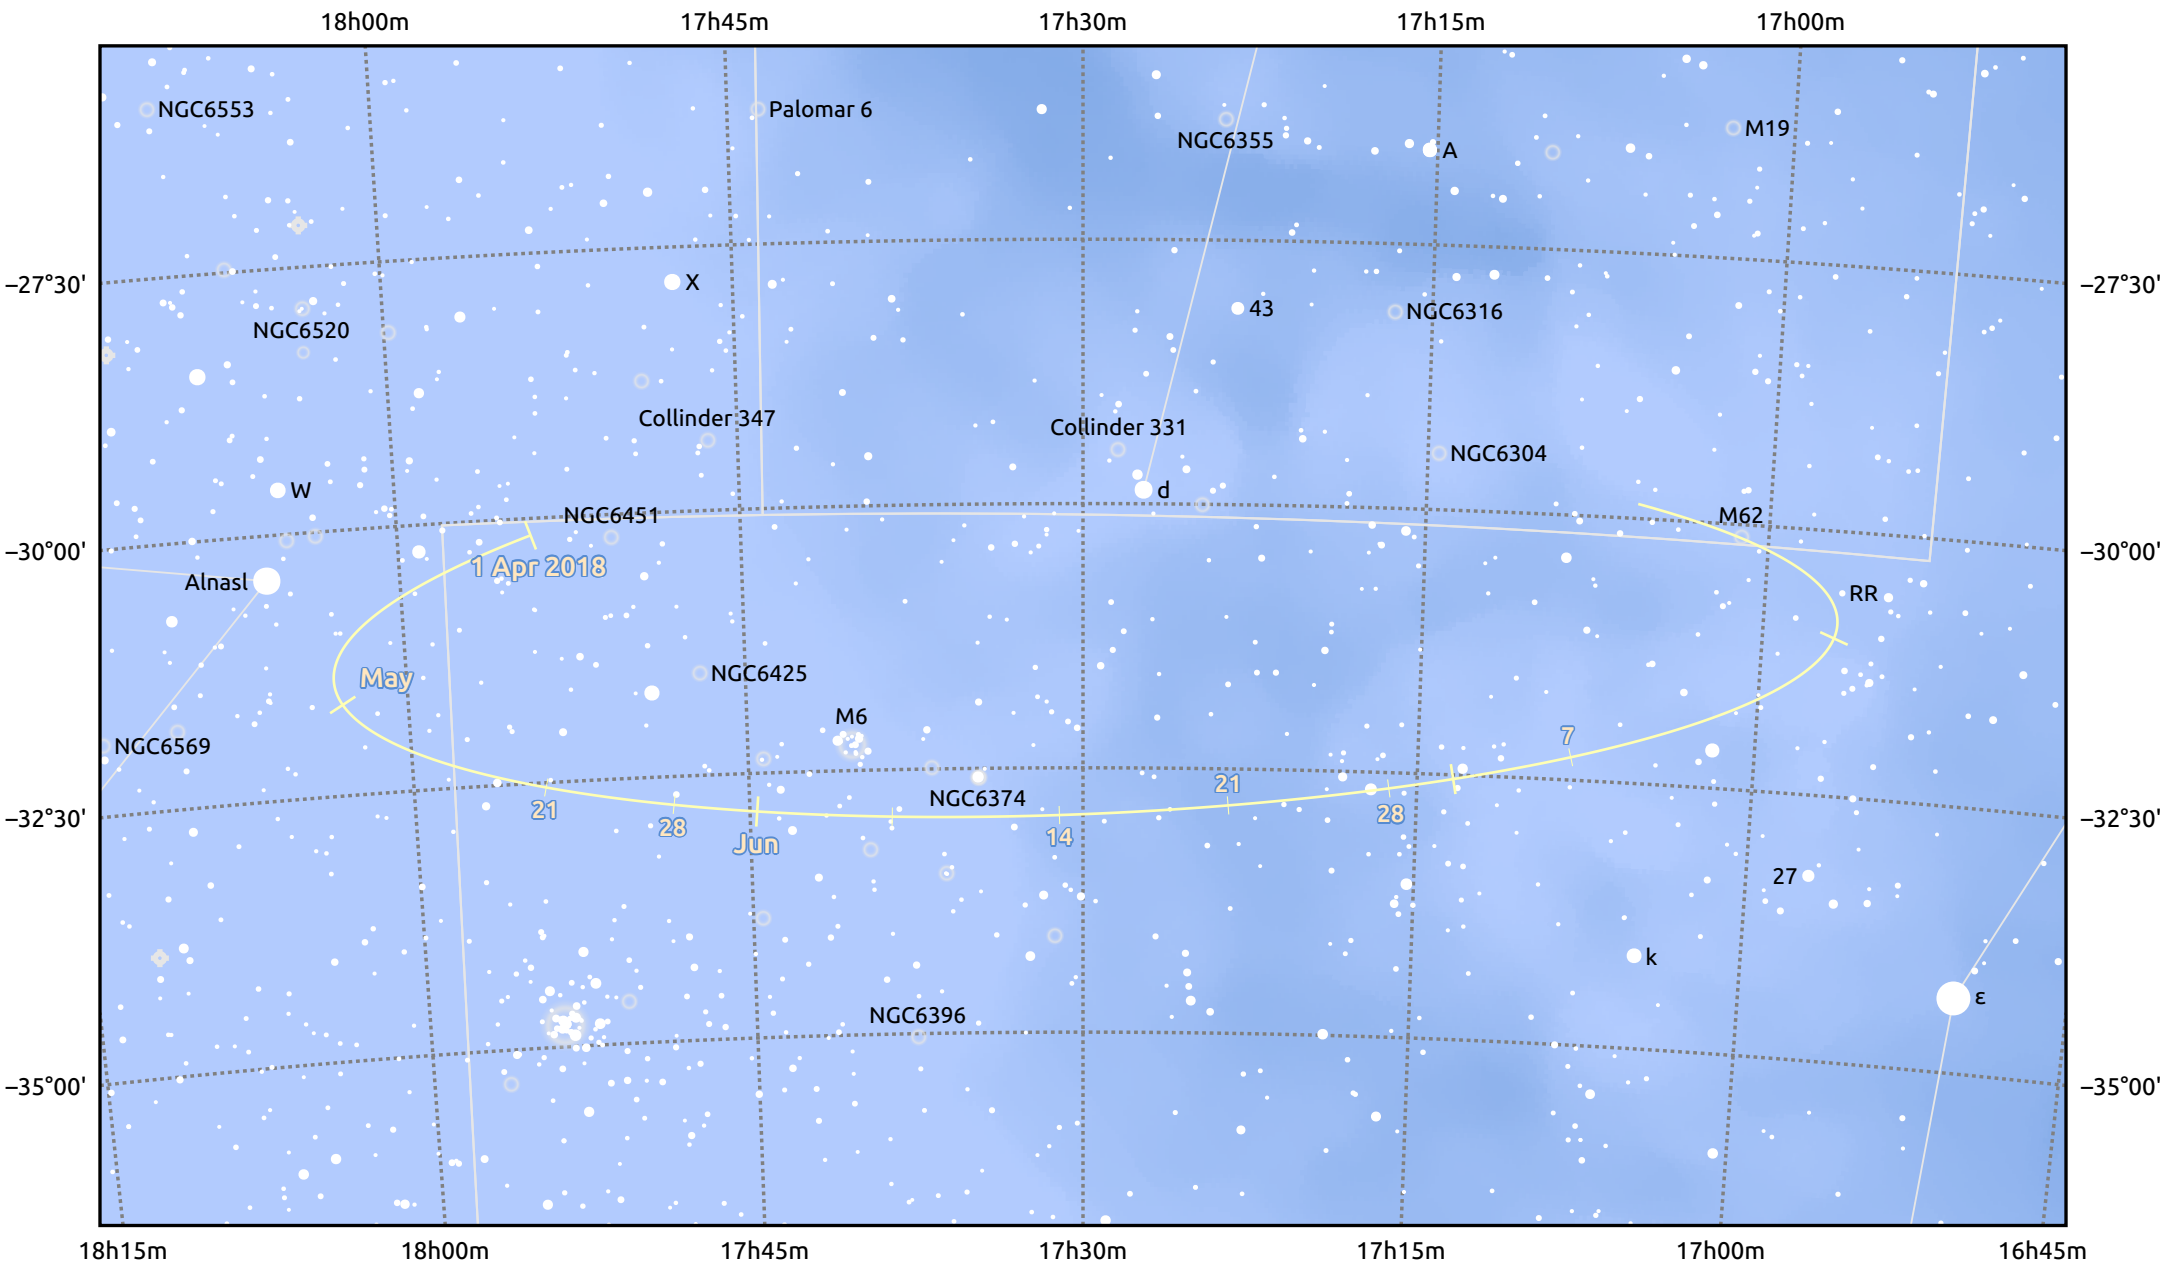 18h00m 17h45m 17h30m 17h15m 17h00m
NGC6553 Palomar 6 NGC6355 A M19
−27°30' X 43 NGC6316 −27°30'
NGC6520
Collinder 347 Collinder 331 NGC6304
W d
NGC6451 M62
−30°00' 1 Apr 2018 −30°00'
Alnasl RR
May NGC6425
M6
NGC6569 7
21 NGC6374 21
−32°30' 28 Jun 14 28 −32°30'
27
k
NGC6396 ε
−35°00' −35°00'
18h15m 18h00m 17h45m 17h30m 17h15m 17h00m 16h45m